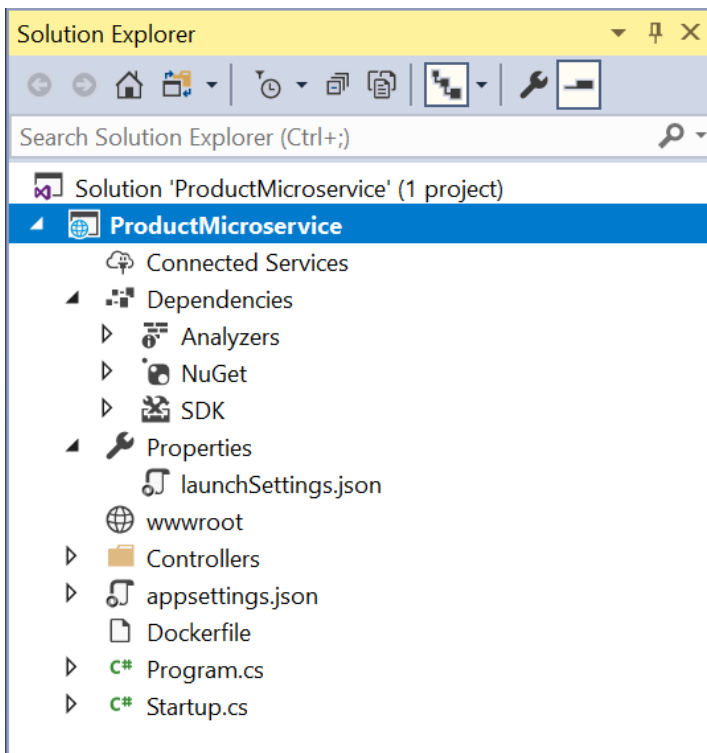 Solution Explorer
Search Solution Explorer (Ctrl+;)
Solution 'ProductMicroservice' (1 project)
ProductMicroservice
Connected Services
Dependencies
Analyzers
NuGet
SDK
Properties
launchSettings.json
wwwroot
Controllers
appsettings.json
Dockerfile
C# Program.cs
C# Startup.cs